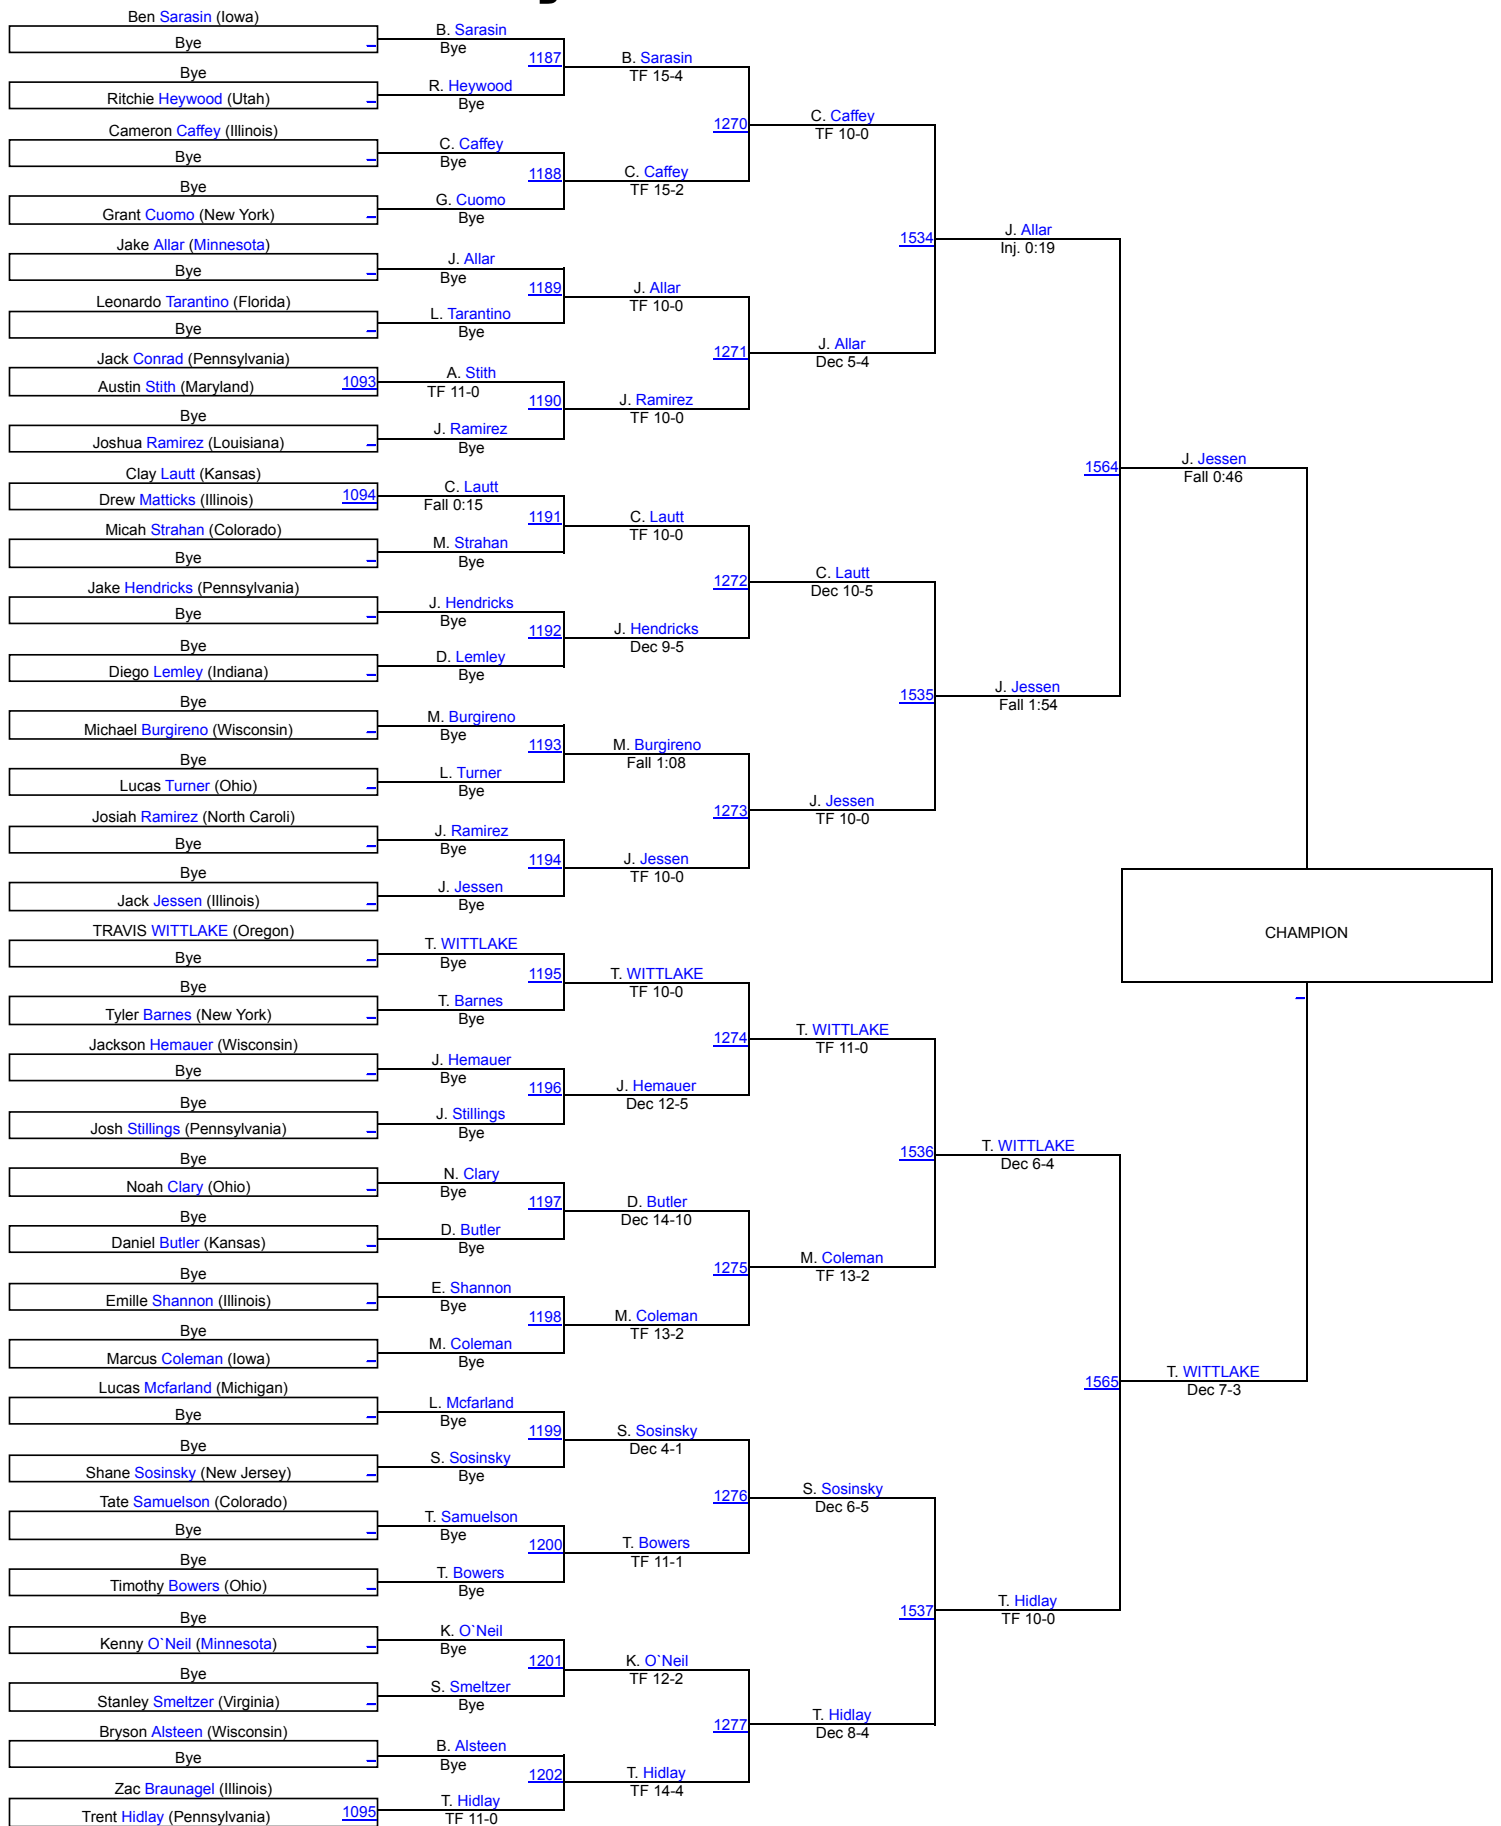 Ben Sarasin (Iowa)
Bye
B. Sarasin
Bye
1187
B. Sarasin
TF 15-4
Bye
Ritchie Heywood (Utah)
R. Heywood
Bye
1270
C. Caffey
TF 10-0
Cameron Caffey (Illinois)
Bye
C. Caffey
Bye
1188
C. Caffey
TF 15-2
Bye
Grant Cuomo (New York)
G. Cuomo
Bye
1534
J. Allar
Inj. 0:19
Jake Allar (Minnesota)
Bye
J. Allar
Bye
1189
J. Allar
TF 10-0
Leonardo Tarantino (Florida)
Bye
L. Tarantino
Bye
1271
J. Allar
Dec 5-4
Jack Conrad (Pennsylvania)
Austin Stith (Maryland)
1093
A. Stith
TF 11-0
1190
J. Ramirez
TF 10-0
Bye
Joshua Ramirez (Louisiana)
J. Ramirez
Bye
1564
J. Jessen
Fall 0:46
Clay Lautt (Kansas)
Drew Matticks (Illinois)
1094
C. Lautt
Fall 0:15
1191
C. Lautt
TF 10-0
Micah Strahan (Colorado)
Bye
M. Strahan
Bye
1272
C. Lautt
Dec 10-5
Jake Hendricks (Pennsylvania)
Bye
J. Hendricks
Bye
1192
J. Hendricks
Dec 9-5
Bye
Diego Lemley (Indiana)
D. Lemley
Bye
1535
J. Jessen
Fall 1:54
Bye
Michael Burgireno (Wisconsin)
M. Burgireno
Bye
1193
M. Burgireno
Fall 1:08
Bye
Lucas Turner (Ohio)
L. Turner
Bye
1273
J. Jessen
TF 10-0
Josiah Ramirez (North Caroli)
Bye
J. Ramirez
Bye
1194
J. Jessen
TF 10-0
Bye
Jack Jessen (Illinois)
J. Jessen
Bye
CHAMPION
TRAVIS WITTLAKE (Oregon)
Bye
T. WITTLAKE
Bye
1195
T. WITTLAKE
TF 10-0
Bye
Tyler Barnes (New York)
T. Barnes
Bye
1274
T. WITTLAKE
TF 11-0
Jackson Hemauer (Wisconsin)
Bye
J. Hemauer
Bye
1196
J. Hemauer
Dec 12-5
Bye
Josh Stillings (Pennsylvania)
J. Stillings
Bye
1536
T. WITTLAKE
Dec 6-4
Bye
Noah Clary (Ohio)
N. Clary
Bye
1197
D. Butler
Dec 14-10
Bye
Daniel Butler (Kansas)
D. Butler
Bye
1275
M. Coleman
TF 13-2
Bye
Emille Shannon (Illinois)
E. Shannon
Bye
1198
M. Coleman
TF 13-2
Bye
Marcus Coleman (Iowa)
M. Coleman
Bye
1565
T. WITTLAKE
Dec 7-3
Lucas Mcfarland (Michigan)
Bye
L. Mcfarland
Bye
1199
S. Sosinsky
Dec 4-1
Bye
Shane Sosinsky (New Jersey)
S. Sosinsky
Bye
1276
S. Sosinsky
Dec 6-5
Tate Samuelson (Colorado)
Bye
T. Samuelson
Bye
1200
T. Bowers
TF 11-1
Bye
Timothy Bowers (Ohio)
T. Bowers
Bye
1537
T. Hidlay
TF 10-0
Bye
Kenny O`Neil (Minnesota)
K. O`Neil
Bye
1201
K. O`Neil
TF 12-2
Bye
Stanley Smeltzer (Virginia)
S. Smeltzer
Bye
1277
T. Hidlay
Dec 8-4
Bryson Alsteen (Wisconsin)
Bye
B. Alsteen
Bye
1202
T. Hidlay
TF 14-4
Zac Braunagel (Illinois)
Trent Hidlay (Pennsylvania)
1095
T. Hidlay
TF 11-0